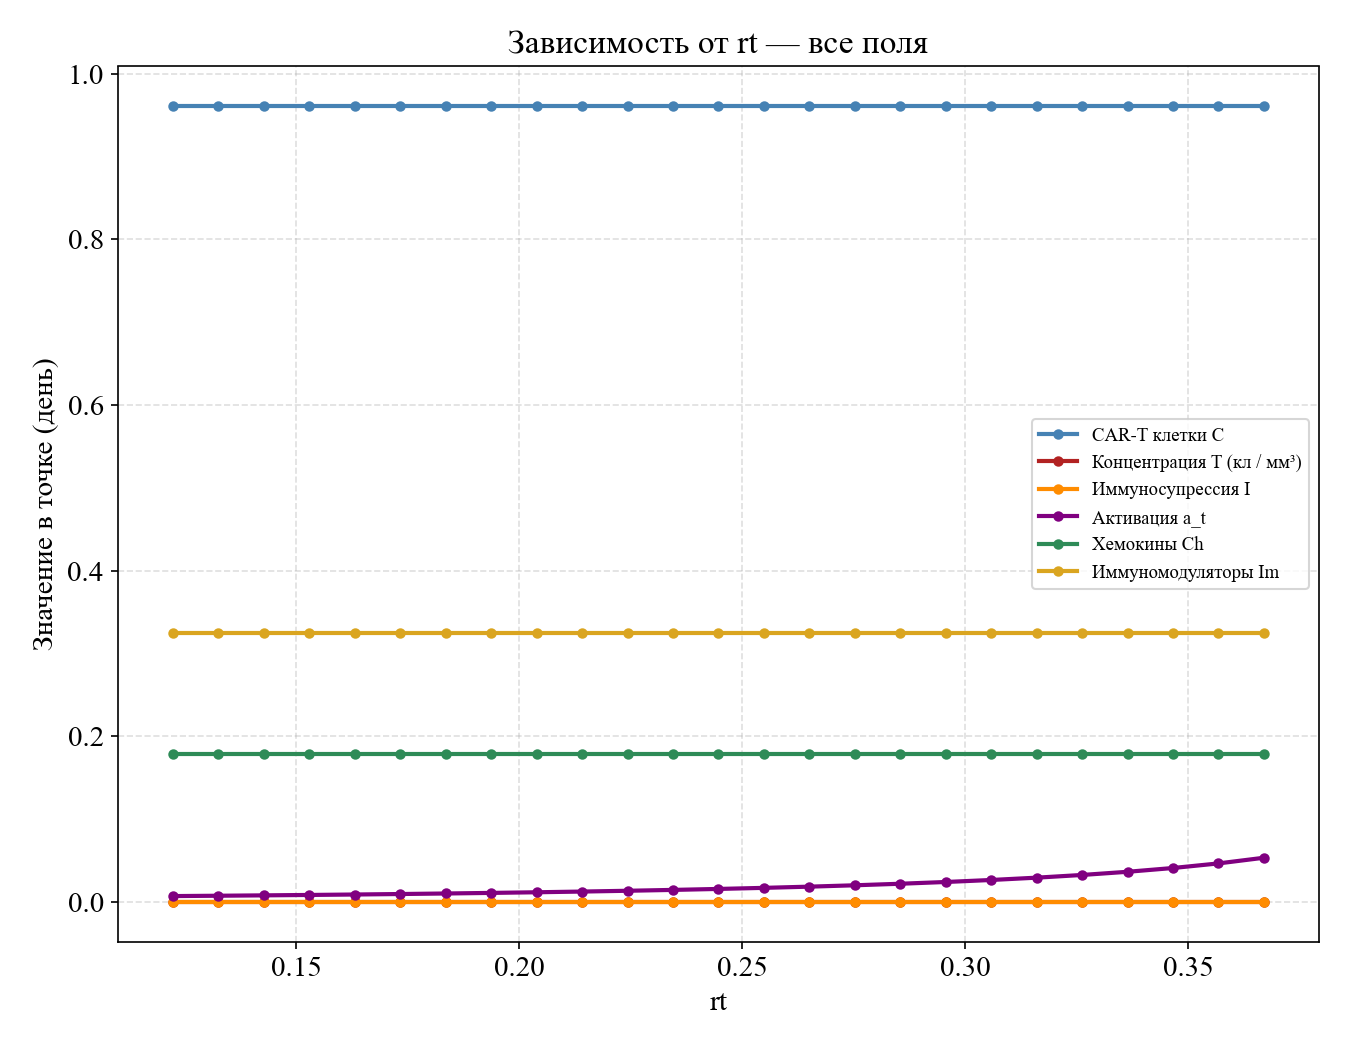 Зависимость от rt — все поля
Значение в точке (день)
1.0
0.8
0.6
0.4
0.2
0.0
CAR-T клетки C
Концентрация T (кл / мм³)
Иммуносупрессия I
Активация a_t
Хемокины Ch
Иммуномодуляторы Im
0.15 0.20 0.25 0.30 0.35
rt